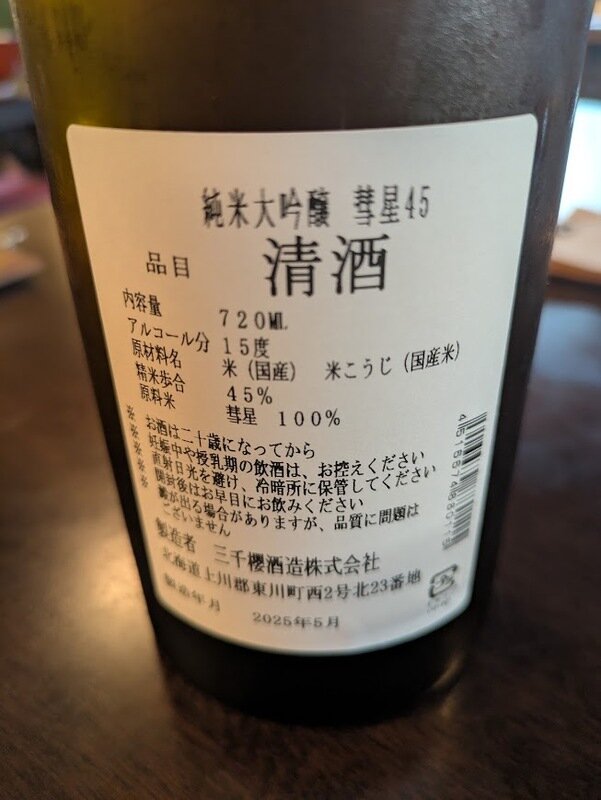 純米大吟醸 彗星45
品目 清酒
内容量 720ML
アルコール分 15度
原材料名 米(国産) 米こうじ(国産米)
精米歩合 45%
原料米 彗星 100%
※ お酒は二十歳になってから
※ 妊娠中や授乳期の飲酒は、お控えください
※ 直射日光を避け、冷暗所に保管してください
※ 開封後はお早目にお飲みください
※ 澱が出る場合がありますが、品質に問題は
ございません
製造者 三千櫻酒造株式会社
北海道上川郡東川町西2号北23番地
製造年月 2025年5月